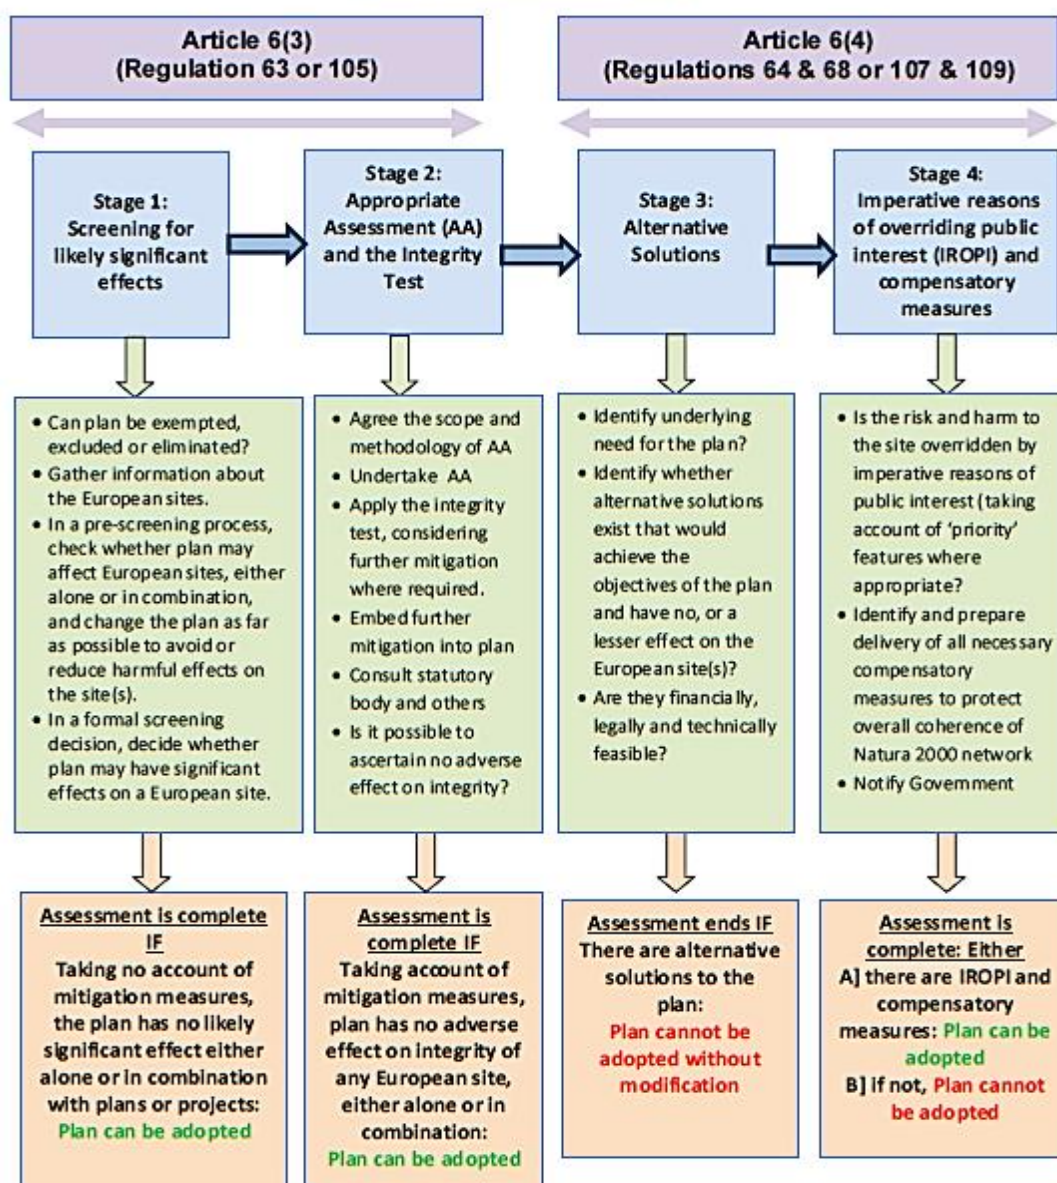 Article 6(3)
(Regulation 63 or 105)
Article 6(4)
(Regulations 64 & 68 or 107 & 109)
Stage 1:
Screening for
likely significant
effects
Stage 2:
Appropriate
Assessment (AA)
and the Integrity
Test
Stage 3:
Alternative
Solutions
Stage 4:
Imperative reasons
of overriding public
interest (IROPI) and
compensatory
measures
• Can plan be exempted,
excluded or eliminated?
• Gather information about
the European sites.
• In a pre-screening process,
check whether plan may
affect European sites, either
alone or in combination,
and change the plan as far
as possible to avoid or
reduce harmful effects on
the site(s).
• In a formal screening
decision, decide whether
plan may have significant
effects on a European site.
• Agree the scope and
methodology of AA
• Undertake AA
• Apply the integrity
test, considering
further mitigation
where required.
• Embed further
mitigation into plan
• Consult statutory
body and others
• Is it possible to
ascertain no adverse
effect on integrity?
• Identify underlying
need for the plan?
• Identify whether
alternative solutions
exist that would
achieve the
objectives of the plan
and have no, or a
lesser effect on the
European site(s)?
• Are they financially,
legally and technically
feasible?
• Is the risk and harm to
the site overridden by
imperative reasons of
public interest (taking
account of ‘priority’
features where
appropriate?
• Identify and prepare
delivery of all necessary
compensatory
measures to protect
overall coherence of
Natura 2000 network
• Notify Government
Assessment is complete
IF
Taking no account of
mitigation measures,
the plan has no likely
significant effect either
alone or in combination
with plans or projects:
Plan can be adopted
Assessment is
complete IF
Taking account of
mitigation measures,
plan has no adverse
effect on integrity of
any European site,
either alone or in
combination:
Plan can be adopted
Assessment ends IF
There are alternative
solutions to the
plan:
Plan cannot be
adopted without
modification
Assessment is
complete: Either
A] there are IROPI and
compensatory
measures: Plan can be
adopted
B] if not, Plan cannot
be adopted